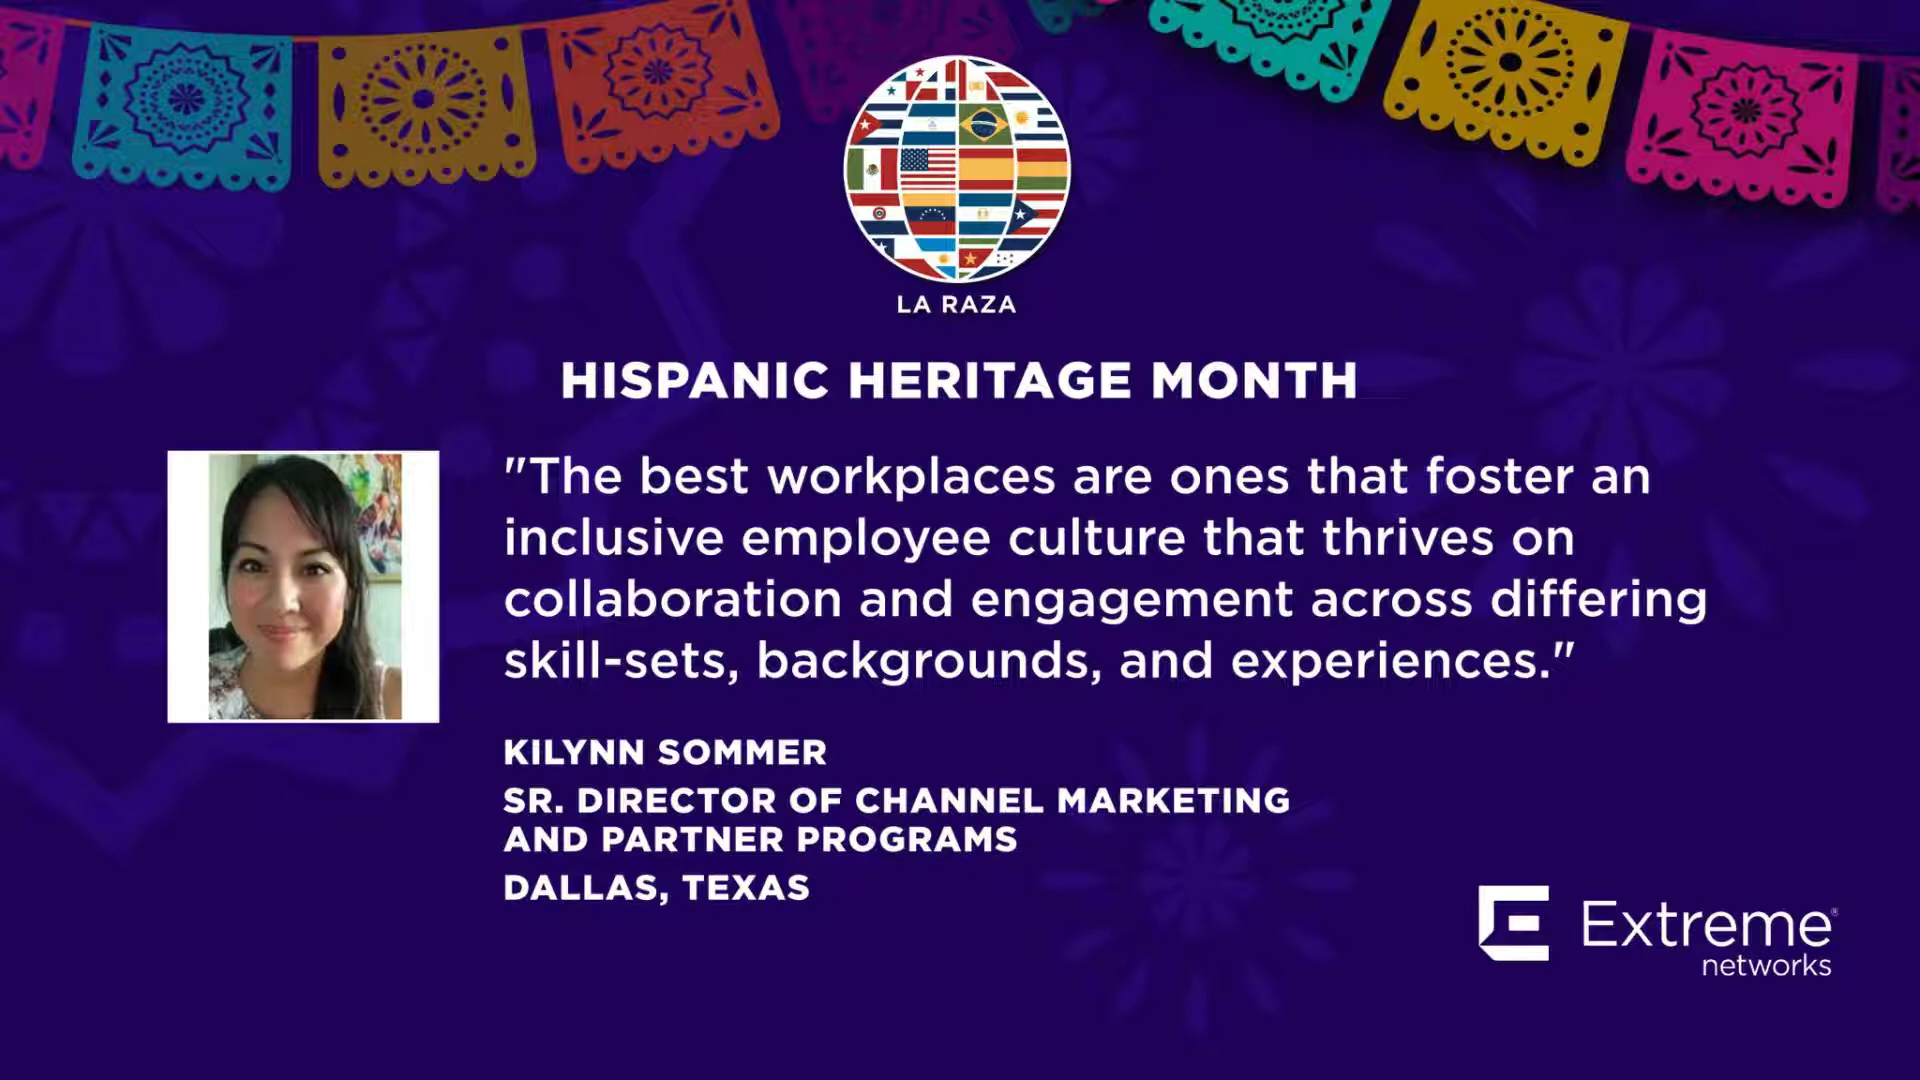 LA RAZA
HISPANIC HERITAGE MONTH
"The best workplaces are ones that foster an
inclusive employee culture that thrives on
collaboration and engagement across differing
skill-sets, backgrounds, and experiences."
KILYNN SOMMER
SR. DIRECTOR OF CHANNEL MARKETING
AND PARTNER PROGRAMS
DALLAS, TEXAS
Extreme®
networks